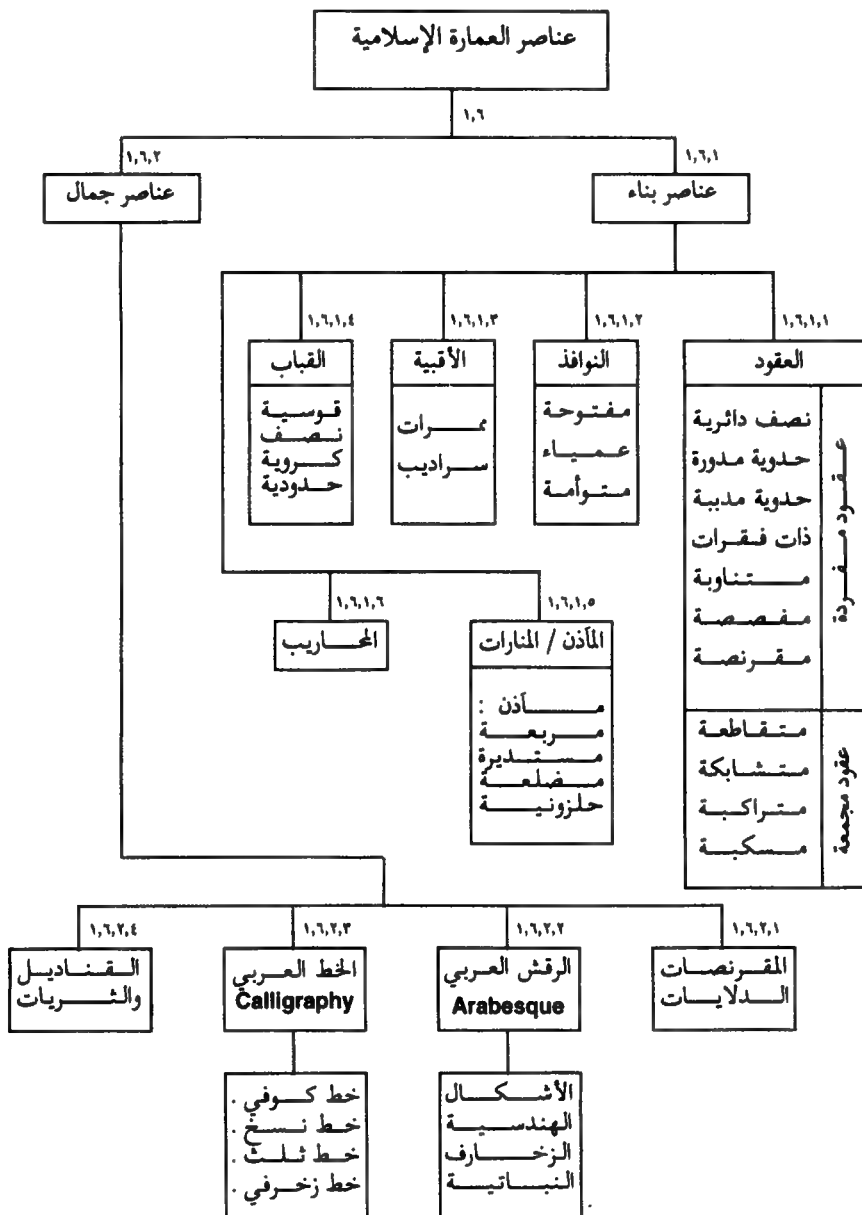 عناصر العمارة الإسلامية
١,٦
١,٦,١
عناصر بناء
١,٦,٢
عناصر جمال
١,٦,١,١
العقود
عقود مفردة
نصف دائرية
حدوية مدورة
حدوية مدببة
ذات فقرات
متناوبة
مفصصة
مقرنصة
عقود مجمعة
متقاطعة
متشابكة
متراكبة
مسكبة
١,٦,١,٢
النوافذ
مفتوحة
عمياء
متوأمة
١,٦,١,٣
الأقبية
ممرات
سراديب
١,٦,١,٤
القباب
قوسية
نصف
كروية
حدودية
١,٦,١,٥
المآذن / المنارات
مآذن :
مربعة
مستديرة
مضلعة
حلزونية
١,٦,١,٦
المحاريب
١,٦,٢,١
المقرنصات
الدلايات
١,٦,٢,٢
الرقش العربي
Arabesque
الأشكال
الهندسية
الزخارف
النباتية
١,٦,٢,٣
الخط العربي
Calligraphy
خط كوفي .
خط نسخ .
خط ثلث .
خط زخرفي .
١,٦,٢,٤
القناديل
والثريات